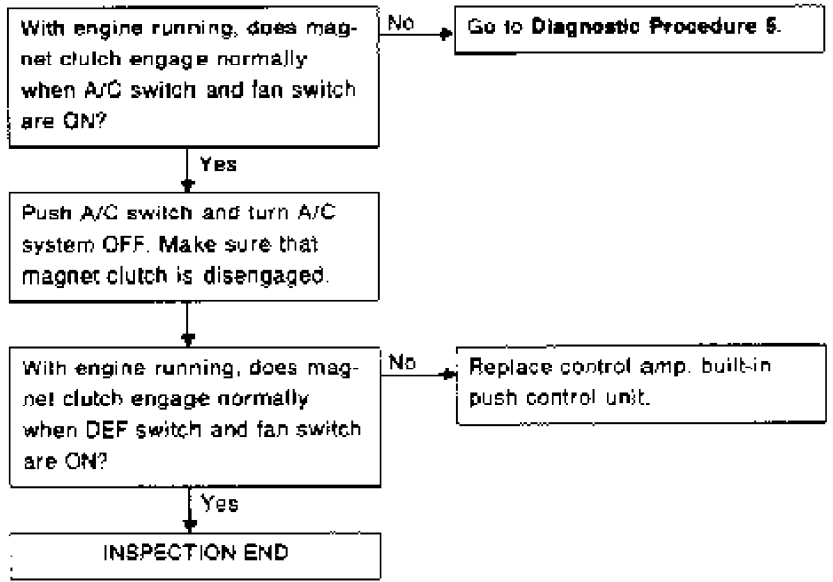 With engine running, does mag-
net clutch engage normally
when A/C switch and fan switch
are ON?
No
Go to Diagnostic Procedure 5.
Yes
Push A/C switch and turn A/C
system OFF. Make sure that
magnet clutch is disengaged.
With engine running, does mag-
net clutch engage normally
when DEF switch and fan switch
are ON?
No
Replace control amp. built-in
push control unit.
Yes
INSPECTION END